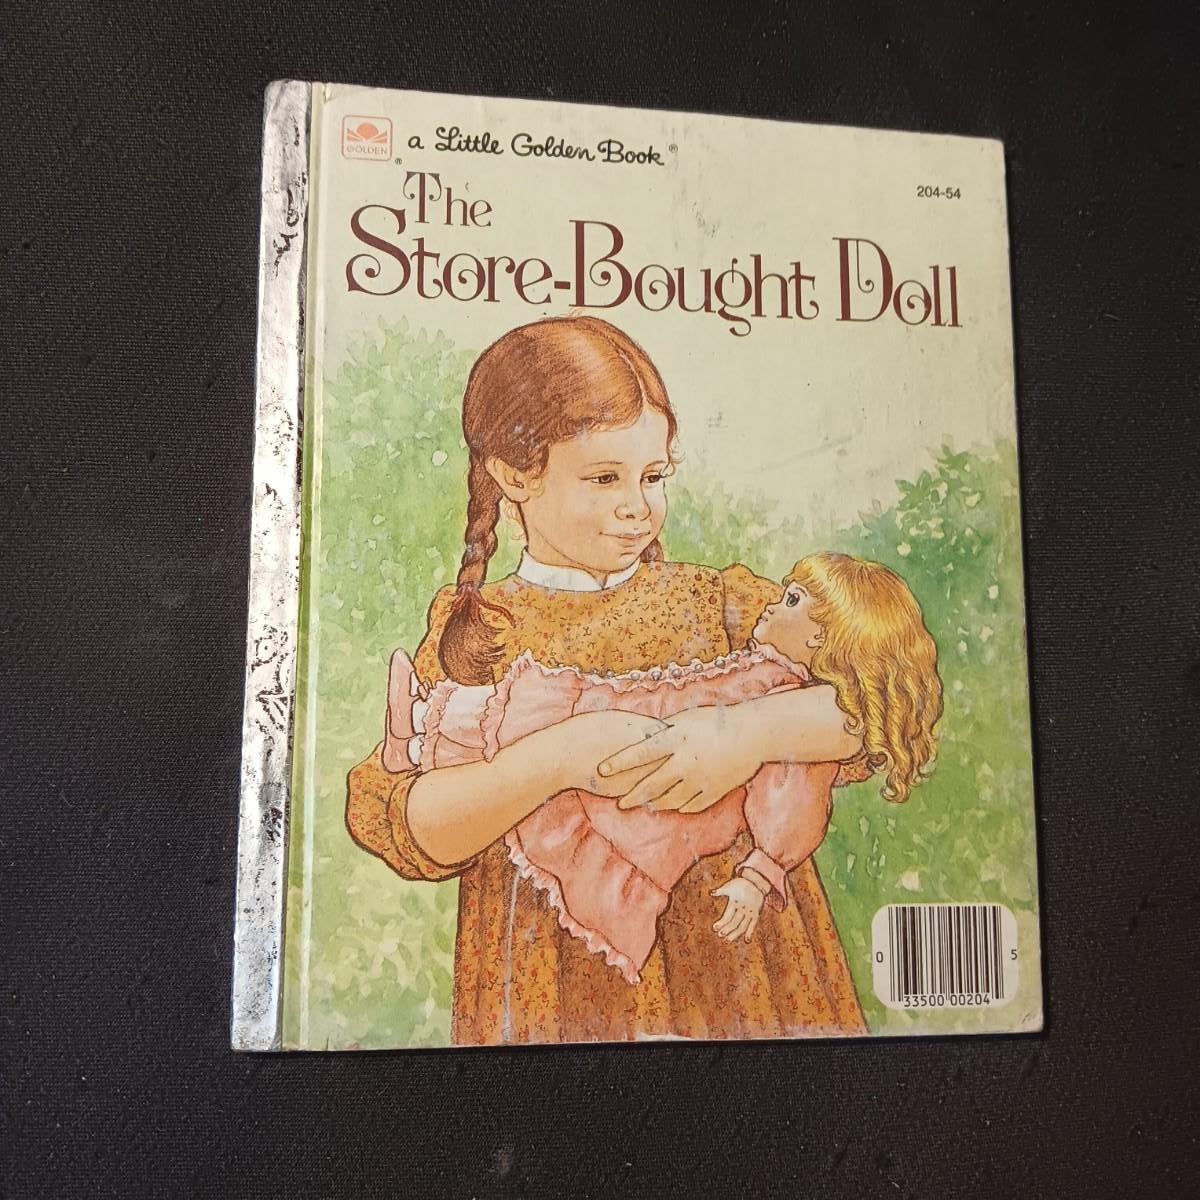 GOLDEN®
a Little Golden Book®
204-54
The
Store-Bought Doll
0 33500 00204 5